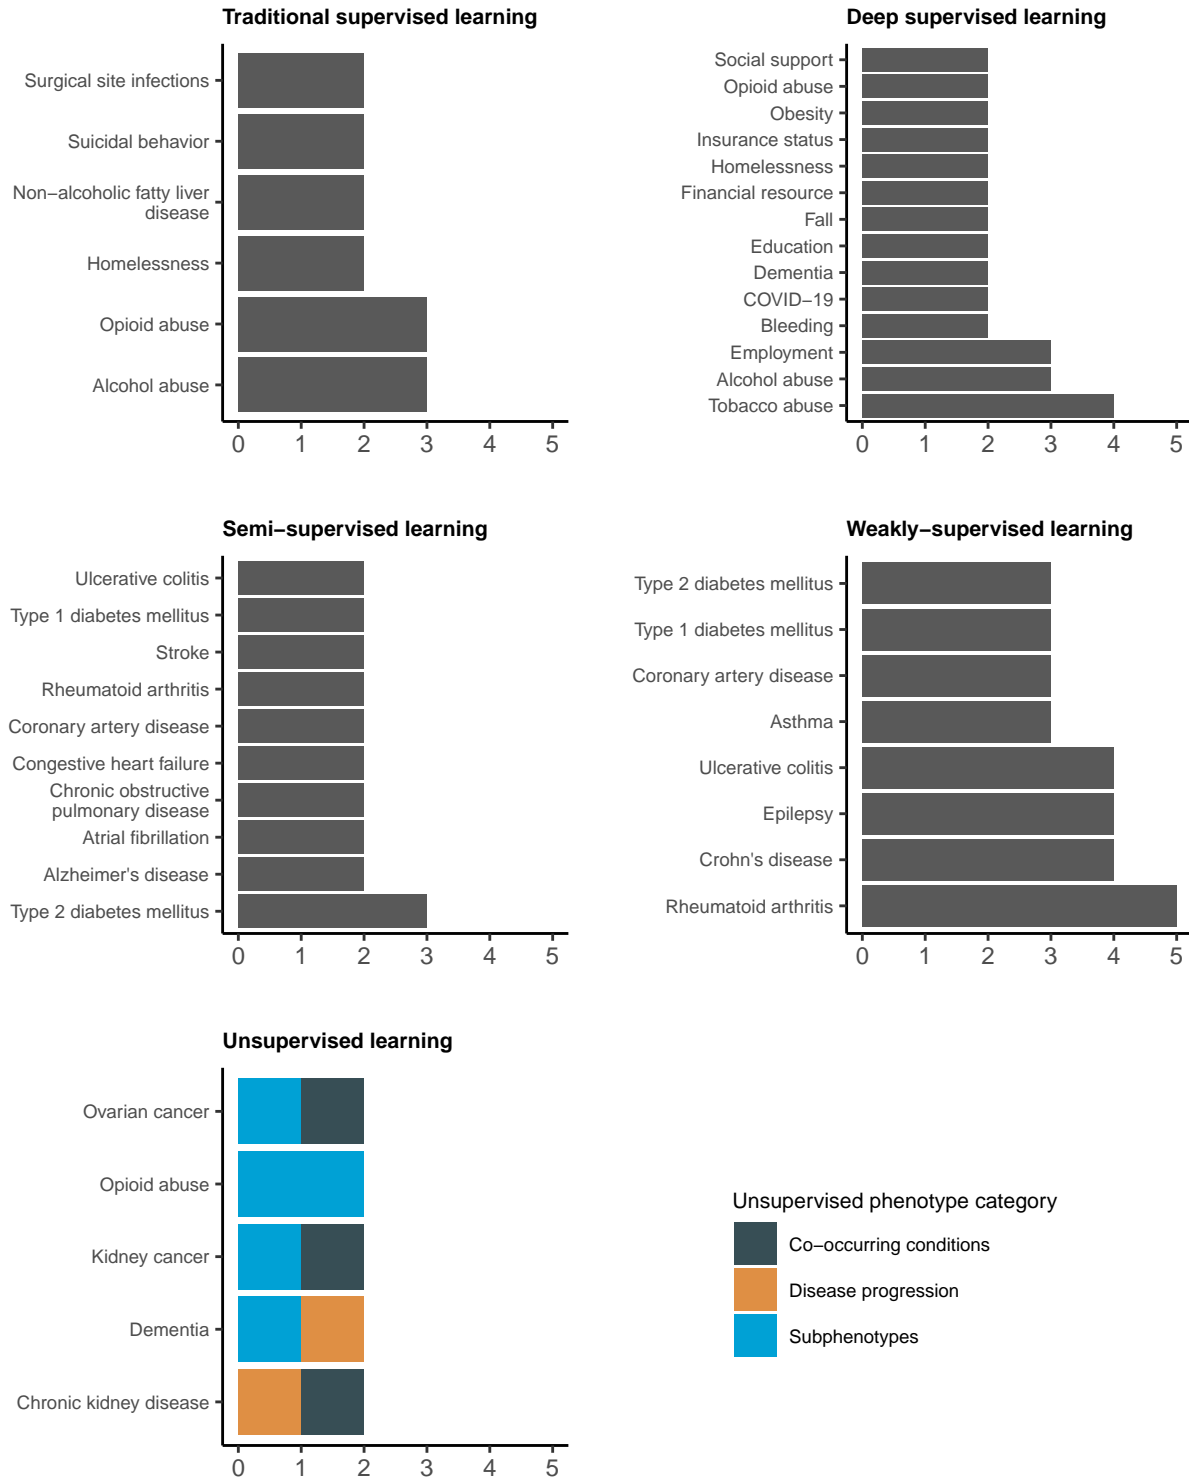 Traditional supervised learning
Surgical site infections
Suicidal behavior
Non−alcoholic fatty liver
disease
Homelessness
Opioid abuse
Alcohol abuse
0 1 2 3 4 5
Deep supervised learning
Social support
Opioid abuse
Obesity
Insurance status
Homelessness
Financial resource
Fall
Education
Dementia
COVID−19
Bleeding
Employment
Alcohol abuse
Tobacco abuse
0 1 2 3 4 5
Semi−supervised learning
Ulcerative colitis
Type 1 diabetes mellitus
Stroke
Rheumatoid arthritis
Coronary artery disease
Congestive heart failure
Chronic obstructive
pulmonary disease
Atrial fibrillation
Alzheimer's disease
Type 2 diabetes mellitus
0 1 2 3 4 5
Weakly−supervised learning
Type 2 diabetes mellitus
Type 1 diabetes mellitus
Coronary artery disease
Asthma
Ulcerative colitis
Epilepsy
Crohn's disease
Rheumatoid arthritis
0 1 2 3 4 5
Unsupervised learning
Ovarian cancer
Opioid abuse
Kidney cancer
Dementia
Chronic kidney disease
0 1 2 3 4 5
Unsupervised phenotype category
Co−occurring conditions
Disease progression
Subphenotypes